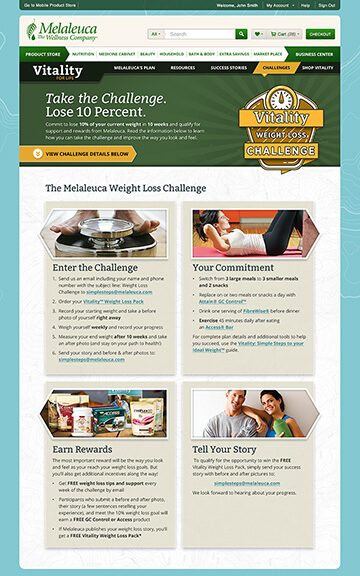 Go to Mobile Product Store
Welcome, John Smith | Help | Sign Out
Melaleuca
The Wellness Company
All
Search
MY ACCOUNT
Cart (20)
CHECKOUT
PRODUCT STORE NUTRITION MEDICINE CABINET BEAUTY HOUSEHOLD BATH & BODY EXTRA SAVINGS MARKET PLACE BUSINESS CENTER
Vitality
FOR LIFE
MELALEUCA'S PLAN RESOURCES SUCCESS STORIES CHALLENGES SHOP VITALITY
Take the Challenge.
Lose 10 Percent.
Commit to lose 10% of your current weight in 10 weeks and qualify for
support and rewards from Melaleuca. Read the information below to learn
how you can take the challenge and improve the way you look and feel.
VIEW CHALLENGE DETAILS BELOW
Vitality
WEIGHT LOSS
CHALLENGE
The Melaleuca Weight Loss Challenge
Enter the Challenge
1. Send us an email including your name and phone
number with the subject line: Weight Loss
Challenge to simplesteps@melaleuca.com
2. Order your Vitality™ Weight Loss Pack
3. Record your starting weight and take a before
photo of yourself right away
4. Weigh yourself weekly and record your progress
5. Measure your end weight after 10 weeks and take
an after photo (and stay on your path to health!)
6. Send your story and before & after photos to:
simplesteps@melaleuca.com
Your Commitment
• Switch from 3 large meals to 3 smaller meals
and 2 snacks
• Replace on or two meals or snacks a day with
Attain® GC Control™
• Drink one serving of FiberWise® before dinner
• Exercise 45 minutes daily after eating
an Access® Bar
For complete plan details and additional tools to help
you succeed, use the Vitality: Simple Steps to your
Ideal Weight™ guide.
Earn Rewards
The most important reward will be the way you look
and feel as your reach your weight loss goals. But
you'll also get additional incentives along the way:
• Get FREE weight loss tips and support every
week of the challenge by email
• Participants who submit a before and after photo,
their story (a few sentences retelling your
experience), and meet the 10% weight loss goal will
earn a FREE GC Control or Access product
• If Melaleuca publishes your weight loss story, you'll
get a FREE Vitality Weight Loss Pack*
Tell Your Story
To qualify for the opportunity to win the FREE
Vitality Weight Loss Pack, simply send your success
story with before and after pictures to:
simplesteps@melaleuca.com
We look forward to hearing about your progress.